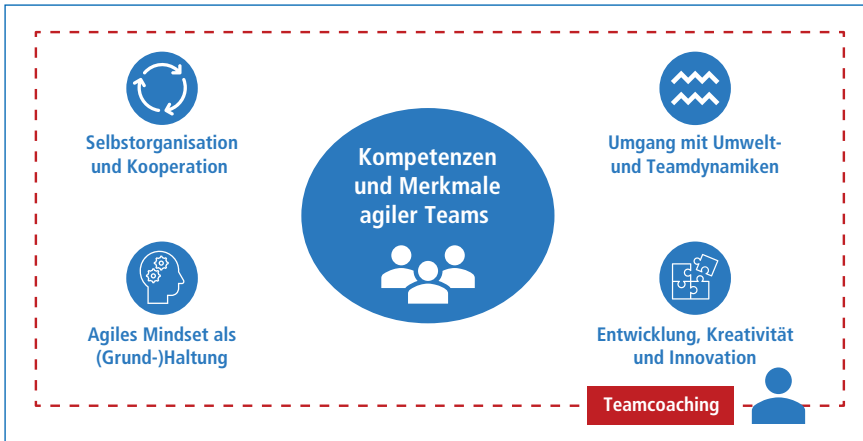 Selbstorganisation
und Kooperation
Umgang mit Umwelt-
und Teamdynamiken
Kompetenzen
und Merkmale
agiler Teams
Agiles Mindset als
(Grund-)Haltung
Entwicklung, Kreativität
und Innovation
Teamcoaching